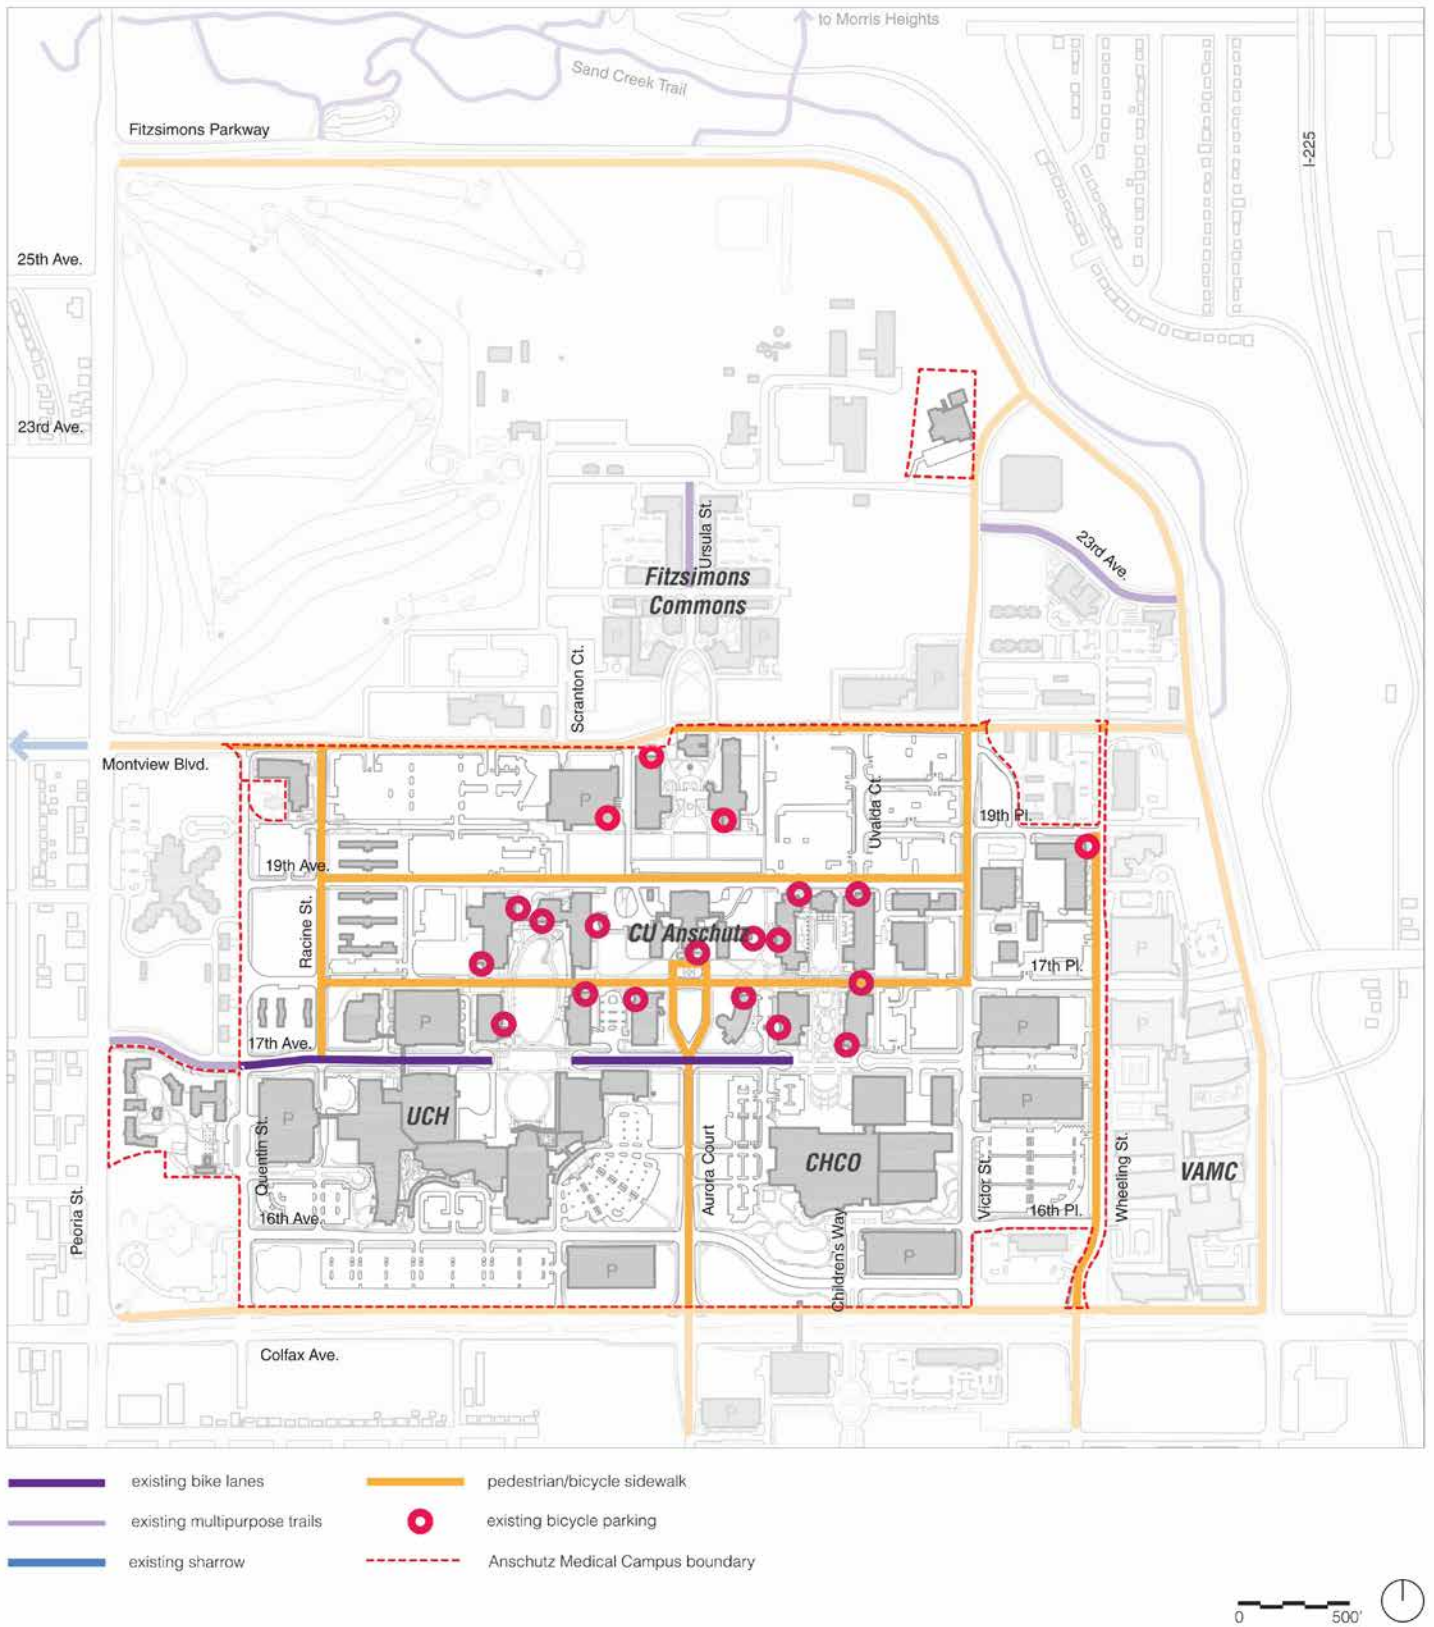 to Morris Heights
Sand Creek Trail
Fitzsimons Parkway
I-225
25th Ave.
23rd Ave.
Ursula St.
23rd Ave.
Fitzsimons
Commons
P
P
Scranton Ct.
P
Montview Blvd.
P
Uvalda Ct.
19th Pl.
19th Ave.
Racine St.
CU Anschutz
P
17th Pl.
P
P
P
17th Ave.
P
UCH
P
Quentin St.
Aurora Court
CHCO
Victor St.
Wheeling St.
VAMC
Peoria St.
16th Ave.
16th Pl.
Children's Way
P
P
Colfax Ave.
P
existing bike lanes
pedestrian/bicycle sidewalk
existing multipurpose trails
existing bicycle parking
existing sharrow
Anschutz Medical Campus boundary
0 500'